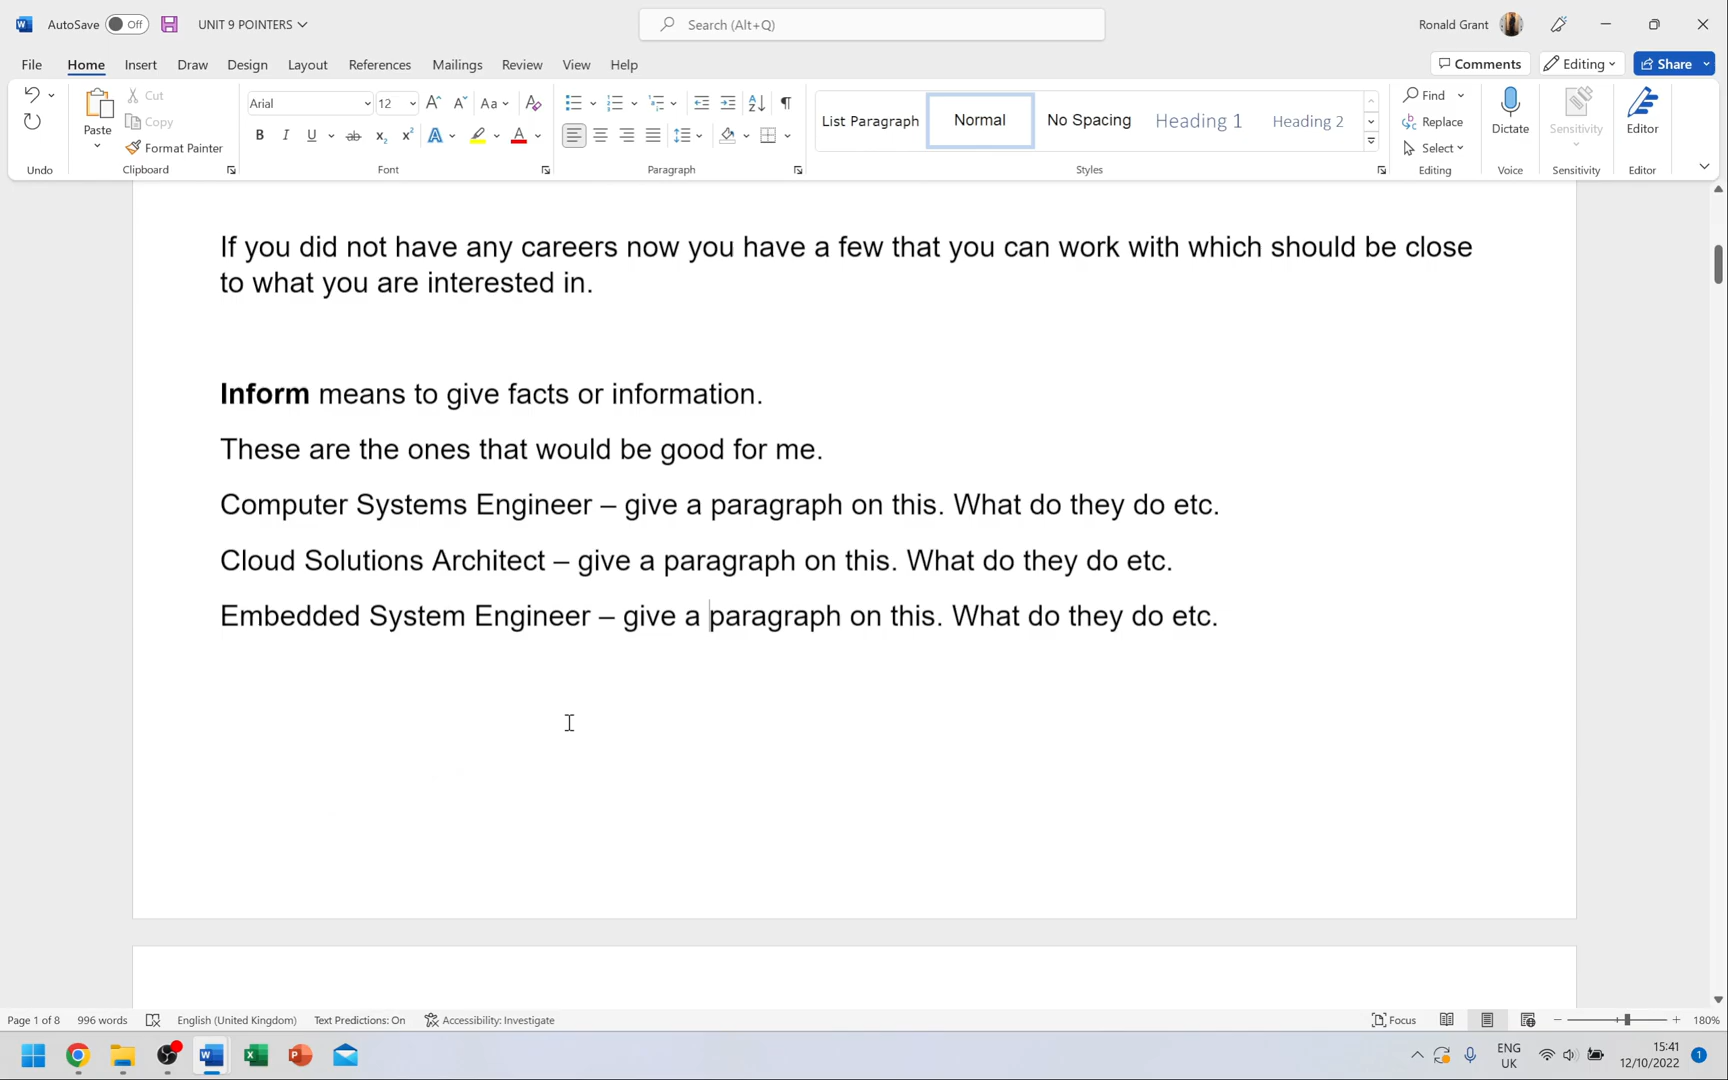 AutoSave Off UNIT 9 POINTERS Search (Alt+Q) Ronald Grant
File Home Insert Draw Design Layout References Mailings Review View Help Comments Editing Share
Paste Cut Copy Format Painter
Arial 12 Aa
B I U ab x₂ x² A A
List Paragraph Normal No Spacing Heading 1 Heading 2
Find Replace Select Dictate Sensitivity Editor
Undo Clipboard Font Paragraph Styles Editing Voice Sensitivity Editor
If you did not have any careers now you have a few that you can work with which should be close
to what you are interested in.
Inform means to give facts or information.
These are the ones that would be good for me.
Computer Systems Engineer – give a paragraph on this. What do they do etc.
Cloud Solutions Architect – give a paragraph on this. What do they do etc.
Embedded System Engineer – give a paragraph on this. What do they do etc.
Page 1 of 8 996 words English (United Kingdom) Text Predictions: On Accessibility: Investigate Focus 180%
ENG 15:41
UK 12/10/2022 1